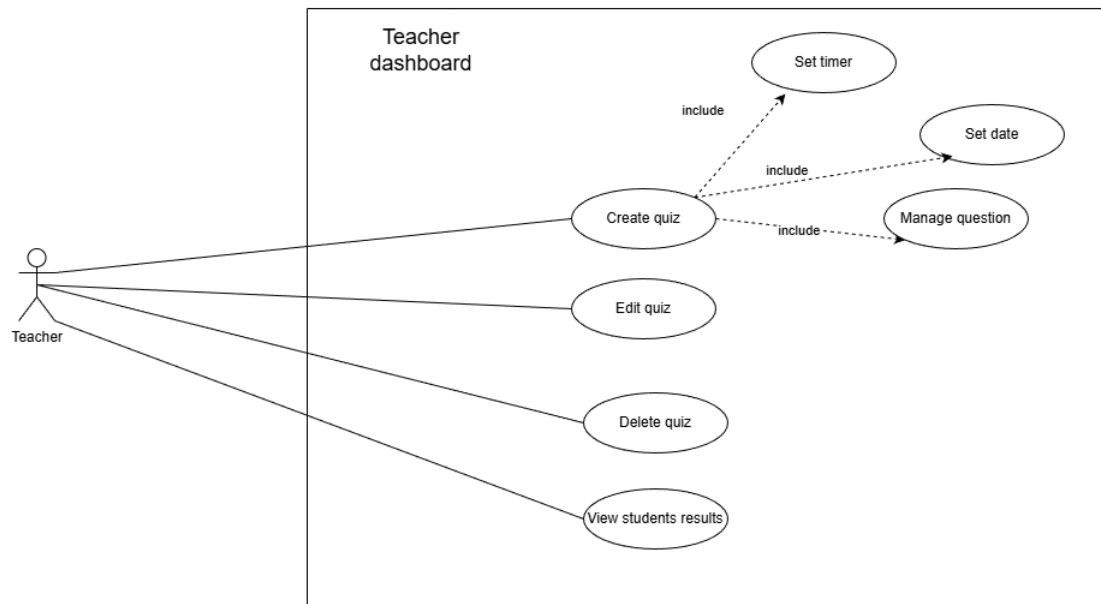 Teacher
dashboard
Set timer
include
Set date
include
Create quiz
Manage question
include
Edit quiz
Teacher
Delete quiz
View students results